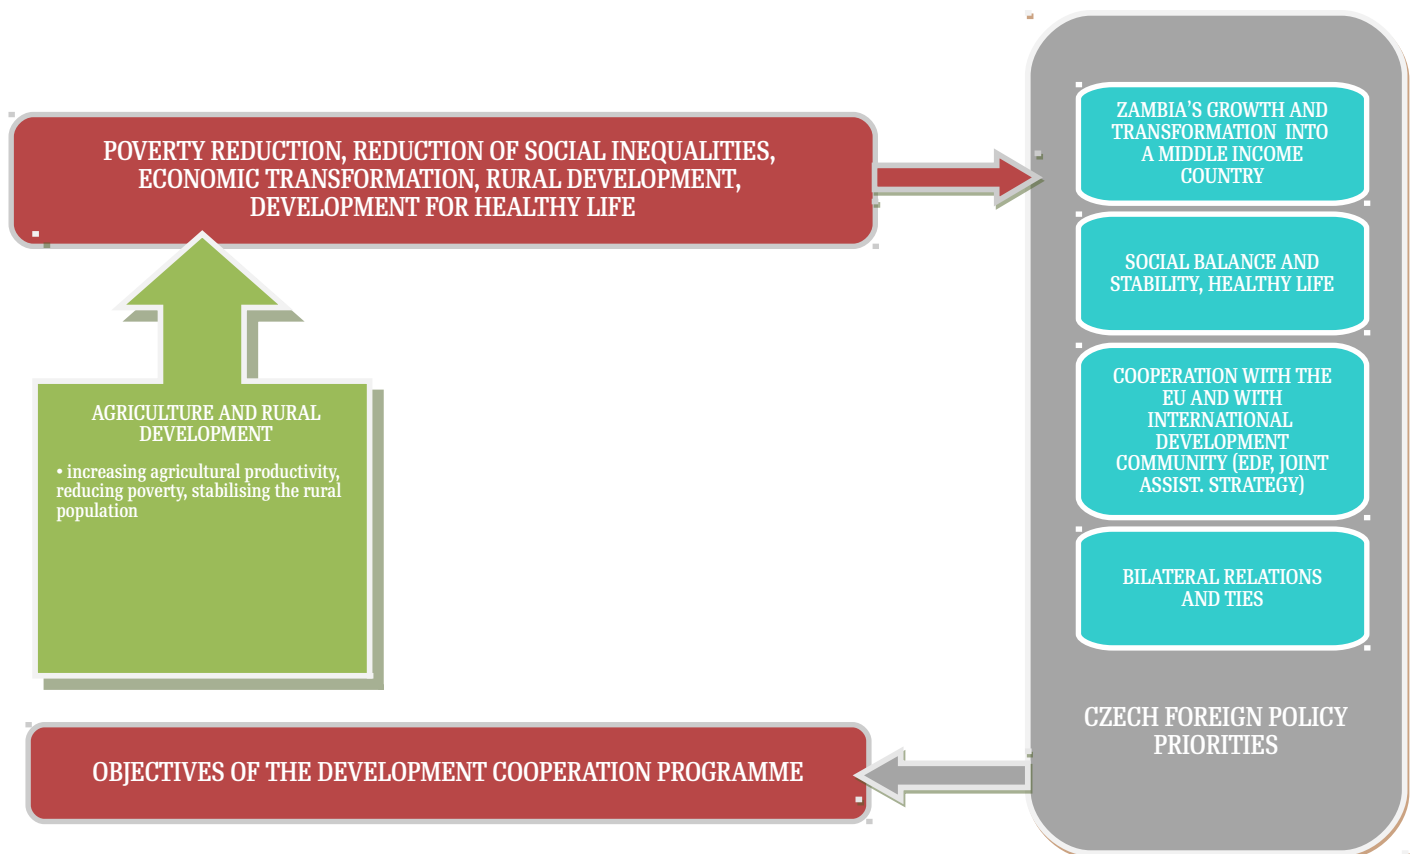 POVERTY REDUCTION, REDUCTION OF SOCIAL INEQUALITIES,
ECONOMIC TRANSFORMATION, RURAL DEVELOPMENT,
DEVELOPMENT FOR HEALTHY LIFE
AGRICULTURE AND RURAL
DEVELOPMENT
• increasing agricultural productivity,
reducing poverty, stabilising the rural
population
OBJECTIVES OF THE DEVELOPMENT COOPERATION PROGRAMME
ZAMBIA’S GROWTH AND
TRANSFORMATION INTO
A MIDDLE INCOME
COUNTRY
SOCIAL BALANCE AND
STABILITY, HEALTHY LIFE
COOPERATION WITH THE
EU AND WITH
INTERNATIONAL
DEVELOPMENT
COMMUNITY (EDF, JOINT
ASSIST. STRATEGY)
BILATERAL RELATIONS
AND TIES
CZECH FOREIGN POLICY
PRIORITIES